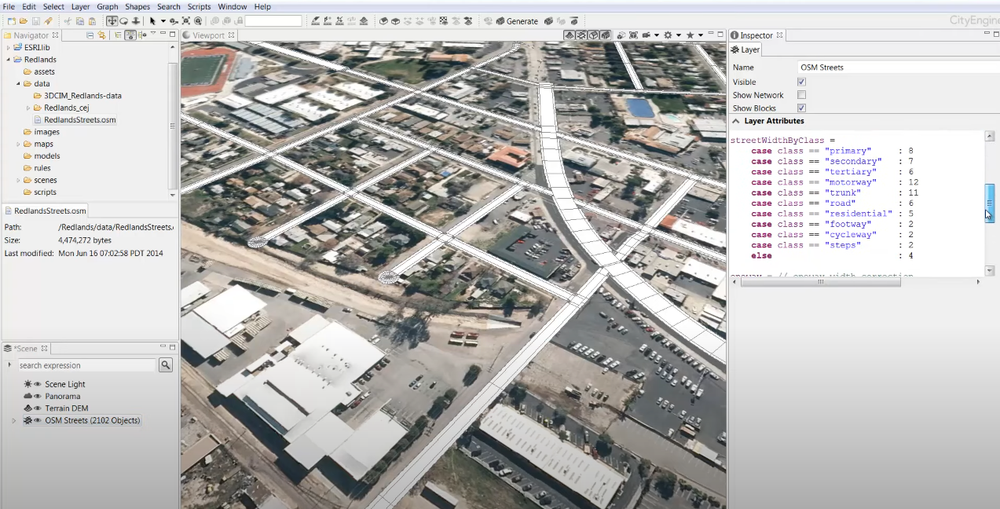 File Edit Select Layer Graph Shapes Search Scripts Window Help
Generate
CityEngine
Navigator
ESRI.lib
Redlands
assets
data
3DCIM_Redlands-data
Redlands_cej
RedlandsStreets.osm
images
maps
models
rules
scenes
scripts
RedlandsStreets.osm
Path: /Redlands/data/RedlandsStreets.
Size: 4,474,272 bytes
Last modified: Mon Jun 16 07:02:58 PDT 2014
*Scene
search expression
Scene Light
Panorama
Terrain DEM
OSM Streets (2102 Objects)
Viewport
Inspector
Layer
Name OSM Streets
Visible
Show Network
Show Blocks
Layer Attributes
streetWidthByClass =
case class == "primary" : 8
case class == "secondary" : 7
case class == "tertiary" : 6
case class == "motorway" : 12
case class == "trunk" : 11
case class == "road" : 6
case class == "residential" : 5
case class == "footway" : 2
case class == "cycleway" : 2
case class == "steps" : 2
else : 4